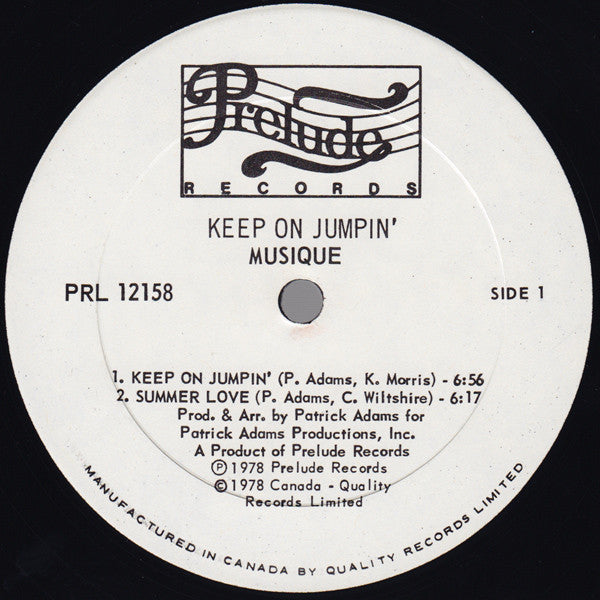 Prelude
RECORDS
KEEP ON JUMPIN'
MUSIQUE
PRL 12158
SIDE 1
1. KEEP ON JUMPIN' (P. Adams, K. Morris) - 6:56
2. SUMMER LOVE (P. Adams, C. Wiltshire) - 6:17
Prod. & Arr. by Patrick Adams for
Patrick Adams Productions, Inc.
A Product of Prelude Records
℗ 1978 Prelude Records
© 1978 Canada - Quality
Records Limited
MANUFACTURED IN CANADA BY QUALITY RECORDS LIMITED